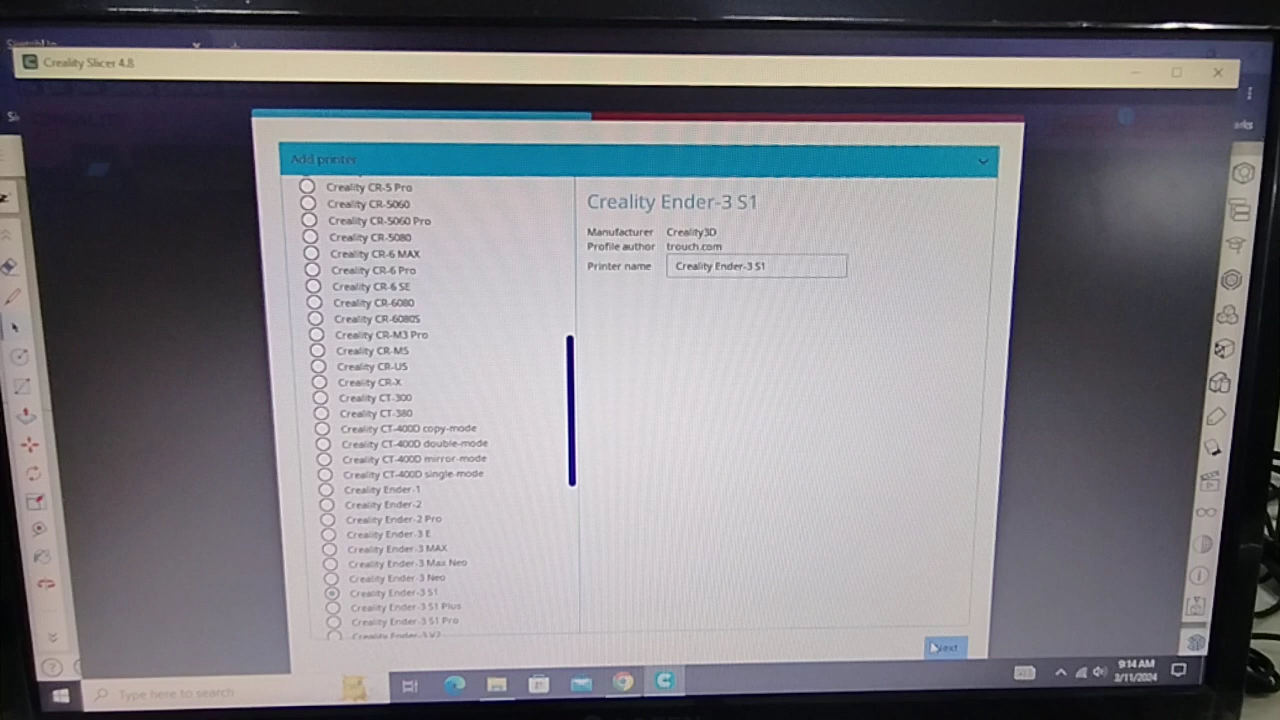 Creality Slicer 4.8
Add printer
Creality CR-5 Pro
Creality CR-5060
Creality CR-5060 Pro
Creality CR-5080
Creality CR-6 MAX
Creality CR-6 Pro
Creality CR-6 SE
Creality CR-6080
Creality CR-6080S
Creality CR-M3 Pro
Creality CR-M5
Creality CR-U5
Creality CR-X
Creality CT-300
Creality CT-380
Creality CT-400D copy-mode
Creality CT-400D double-mode
Creality CT-400D mirror-mode
Creality CT-400D single-mode
Creality Ender-1
Creality Ender-2
Creality Ender-2 Pro
Creality Ender-3 E
Creality Ender-3 MAX
Creality Ender-3 Max Neo
Creality Ender-3 Neo
Creality Ender-3 S1
Creality Ender-3 S1 Plus
Creality Ender-3 S1 Pro
Creality Ender-3 V2
Creality Ender-3 S1
Manufacturer Creality3D
Profile author trouch.com
Printer name Creality Ender-3 S1
Next
Type here to search
9:14 AM
2/11/2024